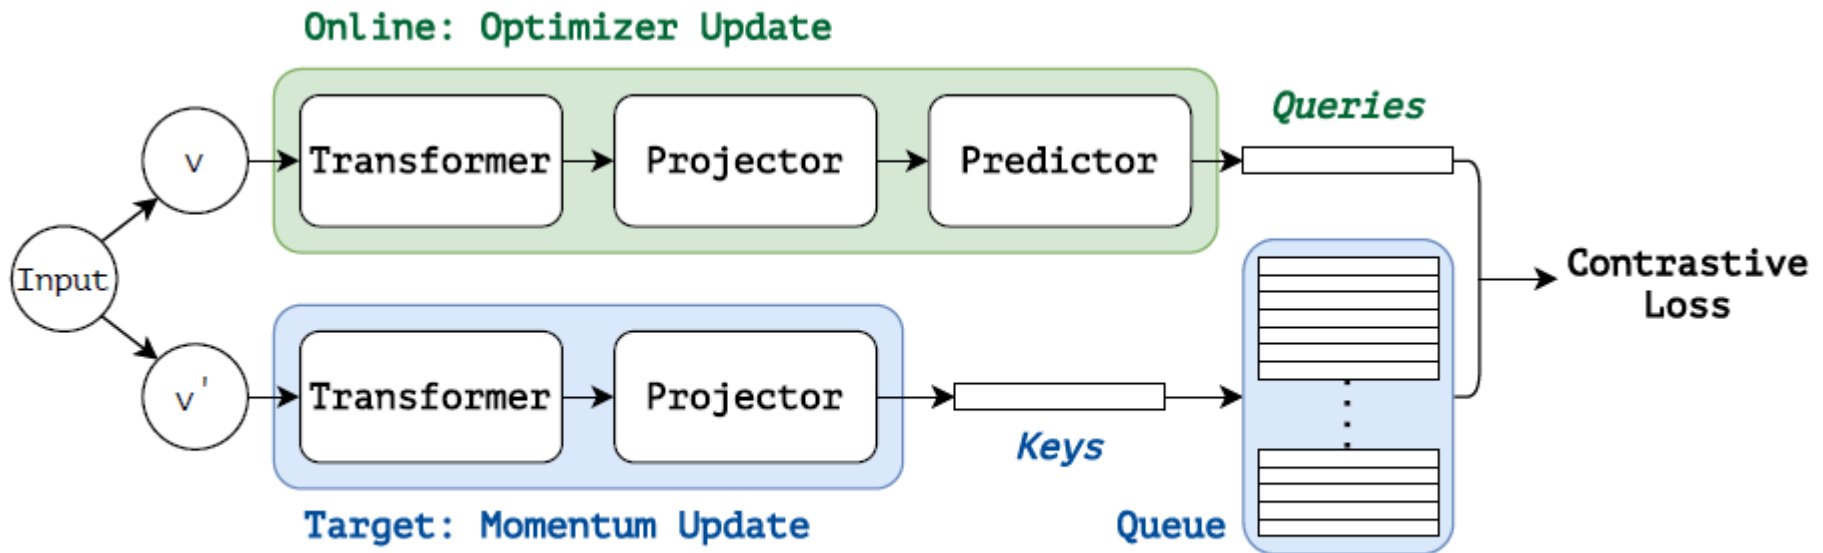 Online: Optimizer Update
Queries
v
Transformer
Projector
Predictor
Input
Contrastive
Loss
v'
Transformer
Projector
Keys
Target: Momentum Update
Queue